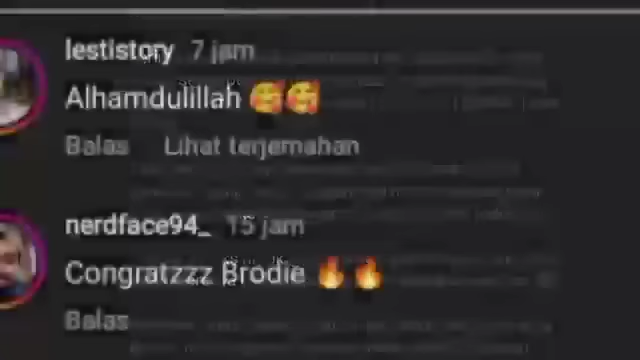 lestistory 7 jam
Alhamdulillah 🥰🥰
Balas Lihat terjemahan
nerdface94_ 15 jam
Congratzzz Brodie 🔥🔥
Balas